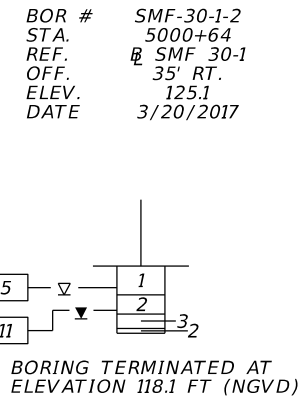 BOR # SMF-30-1-2
STA. 5000+64
REF. ℄ SMF 30-1
OFF. 35' RT.
ELEV. 125.1
DATE 3/20/2017
1
5
2
3
11
2
BORING TERMINATED AT
ELEVATION 118.1 FT (NGVD)